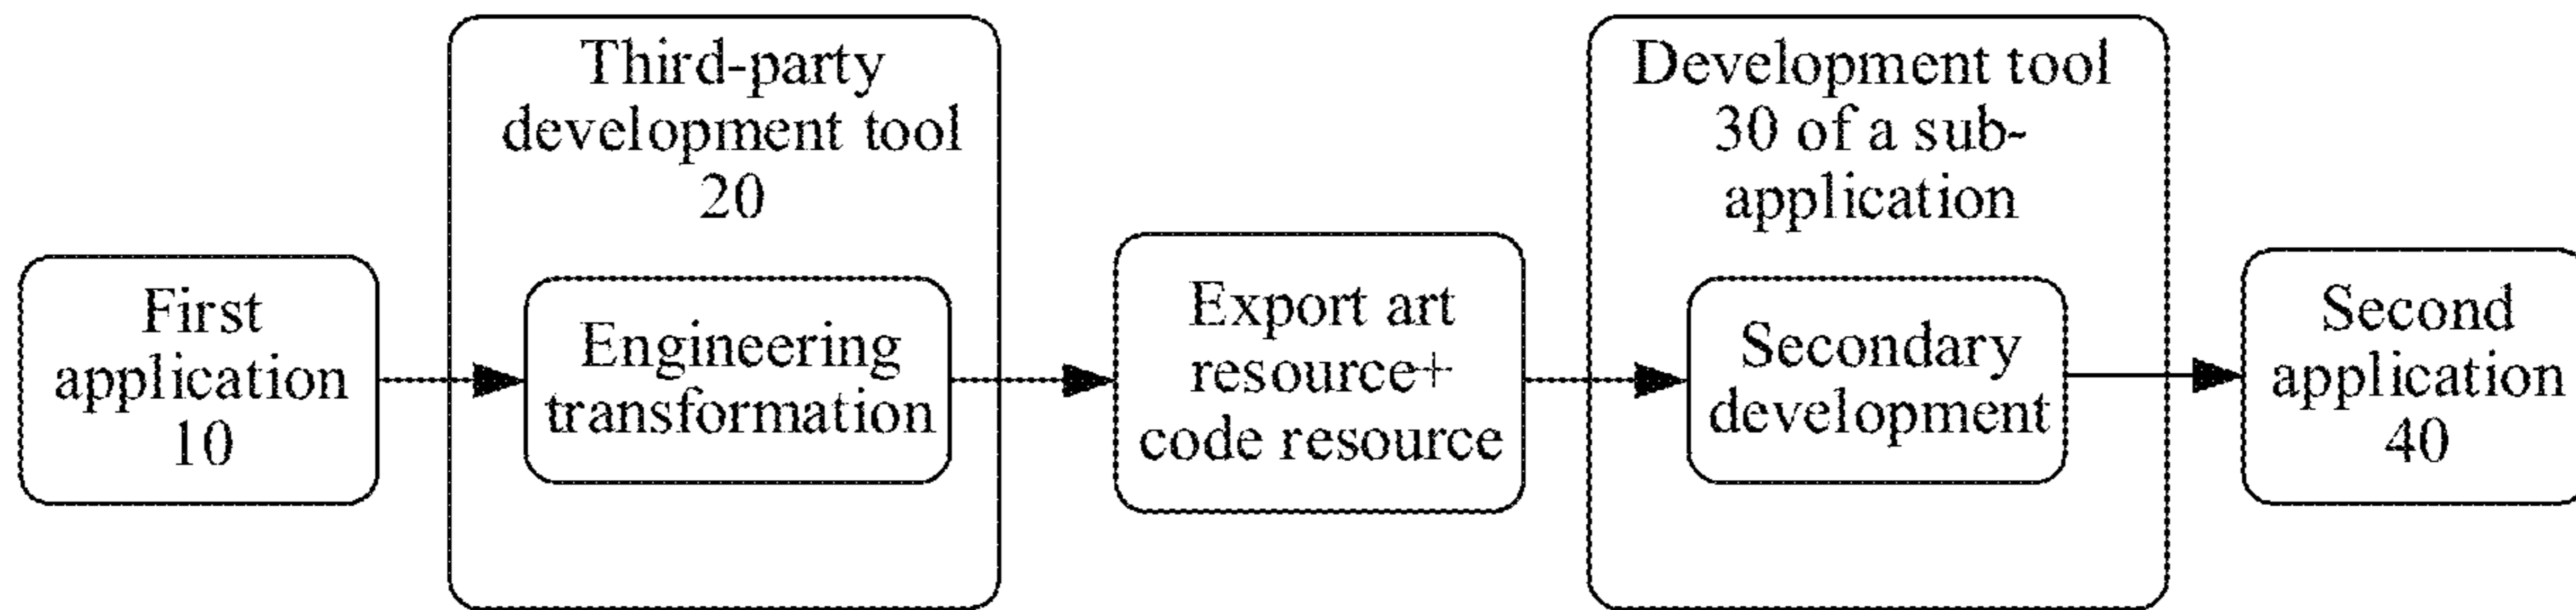 First
application
10
Third-party
development tool
20
Engineering
transformation
Export art
resource+
code resource
Development tool
30 of a sub-
application
Secondary
development
Second
application
40